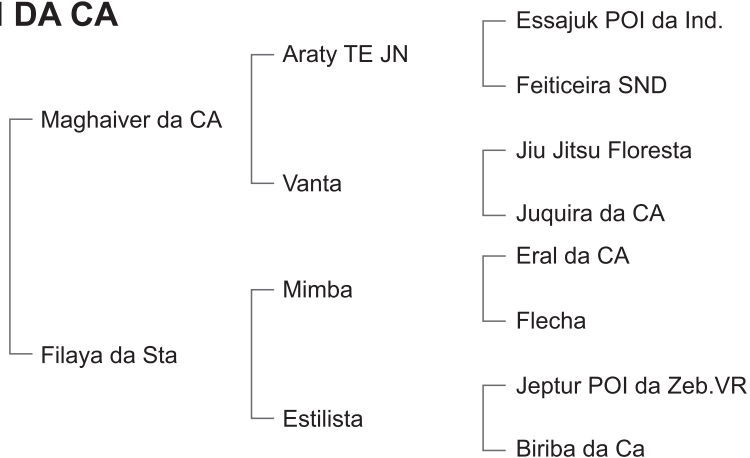 DA CA
Essajuk POI da Ind.
Araty TE JN
Feiticeira SND
Maghaiver da CA
Jiu Jitsu Floresta
Vanta
Juquira da CA
Eral da CA
Mimba
Flecha
Filaya da Sta
Jeptur POI da Zeb.VR
Estilista
Biriba da Ca